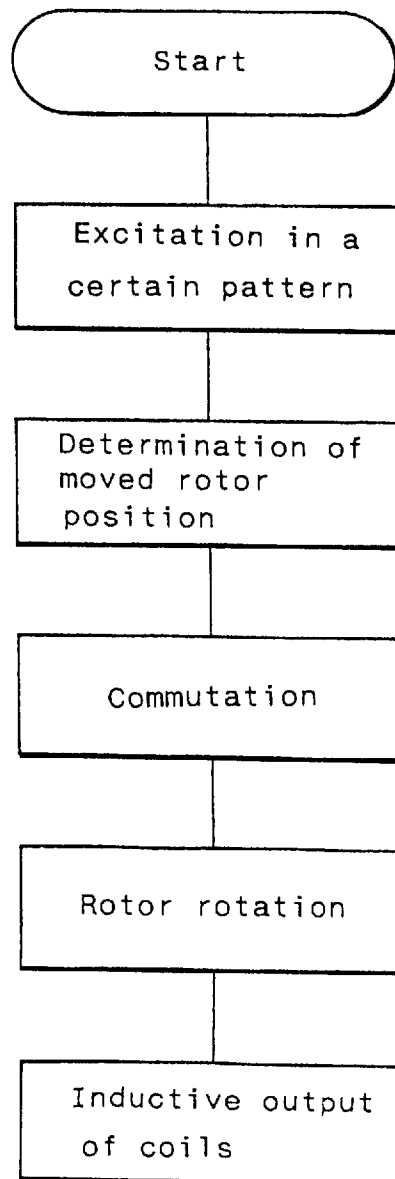 Start
Excitation in a
certain pattern
Determination of
moved rotor
position
Commutation
Rotor rotation
Inductive output
of coils